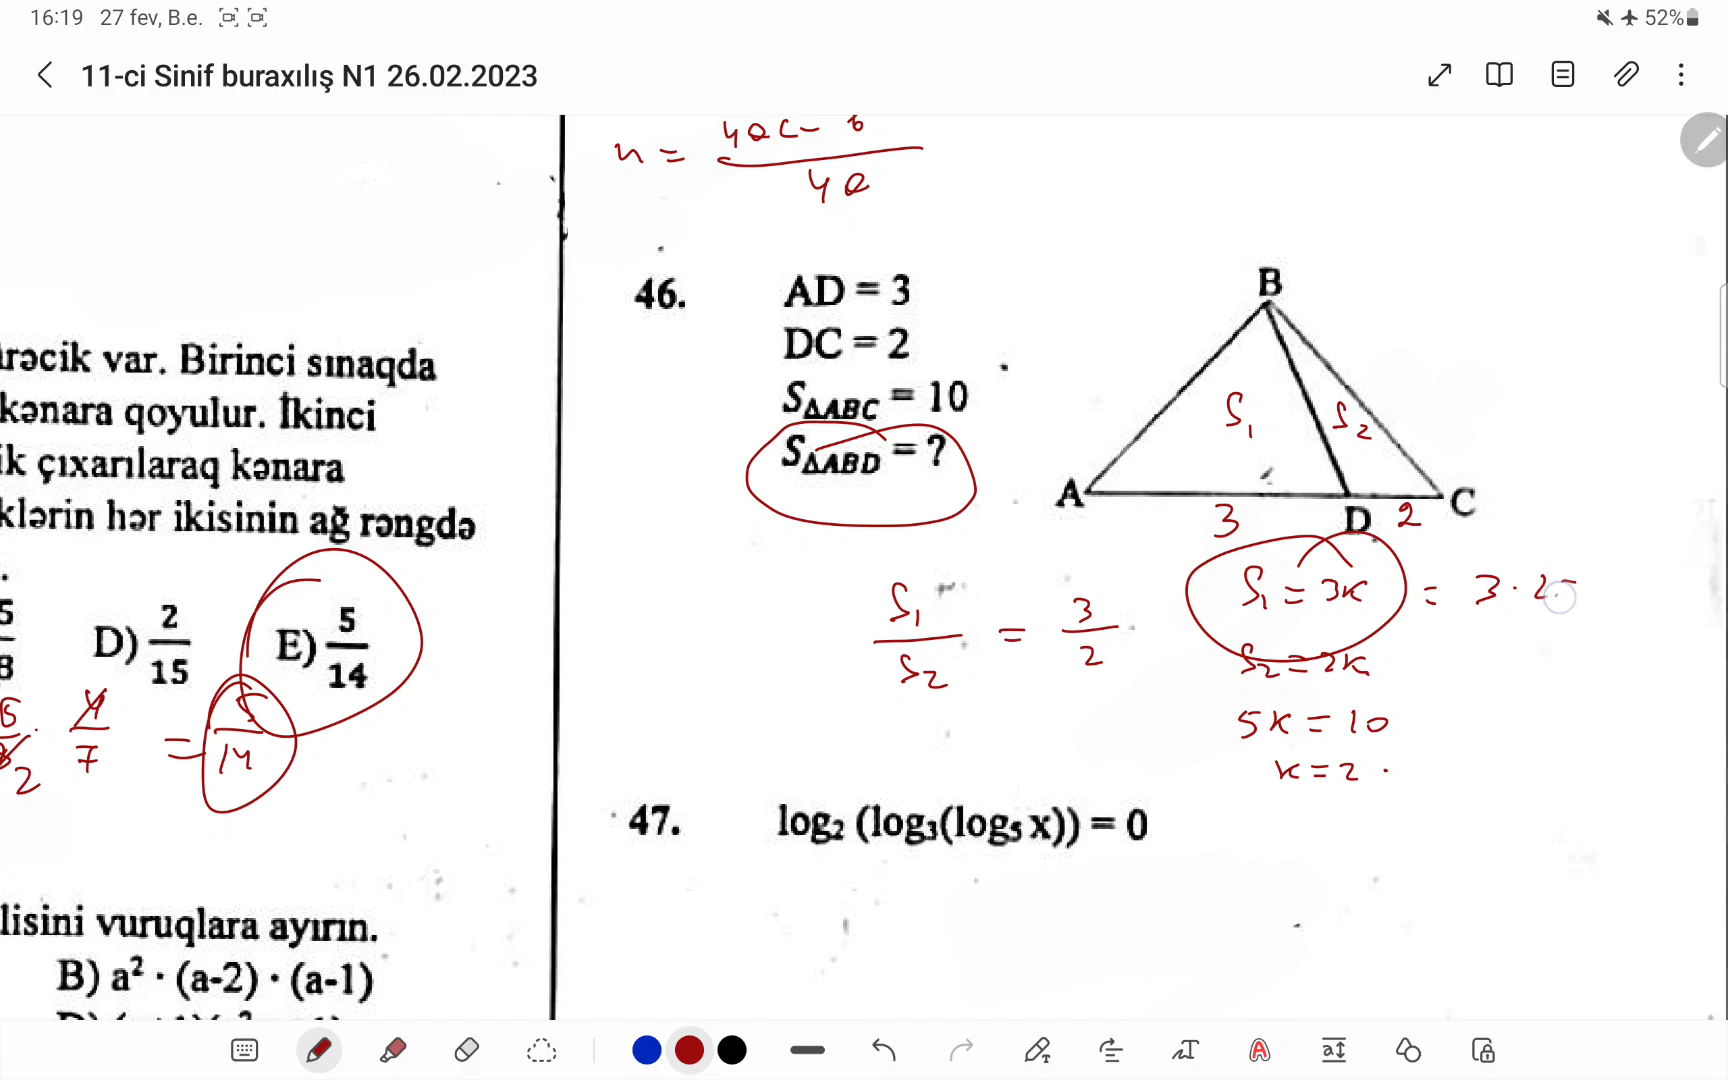 16:19 27 fev, B.e. 52%
11-ci Sinif buraxılış N1 26.02.2023
rəcik var. Birinci sınaqda
kənara qoyulur. İkinci
ik çıxarılaraq kənara
klərin hər ikisinin ağ rəngdə
D) 2/15 E) 5/14
4/7 = 5/14
lisini vuruqlara ayırın.
B) a² · (a-2) · (a-1)
46. AD = 3
DC = 2
S∆ABC = 10
S∆ABD = ?
B
S₁ S₂
A D C
3 2
S₁/S₂ = 3/2
S₁ = 3k = 3 · 2
S₂ = 2k
5k = 10
k = 2 ·
47. log₂ (log₃(log₅ x)) = 0